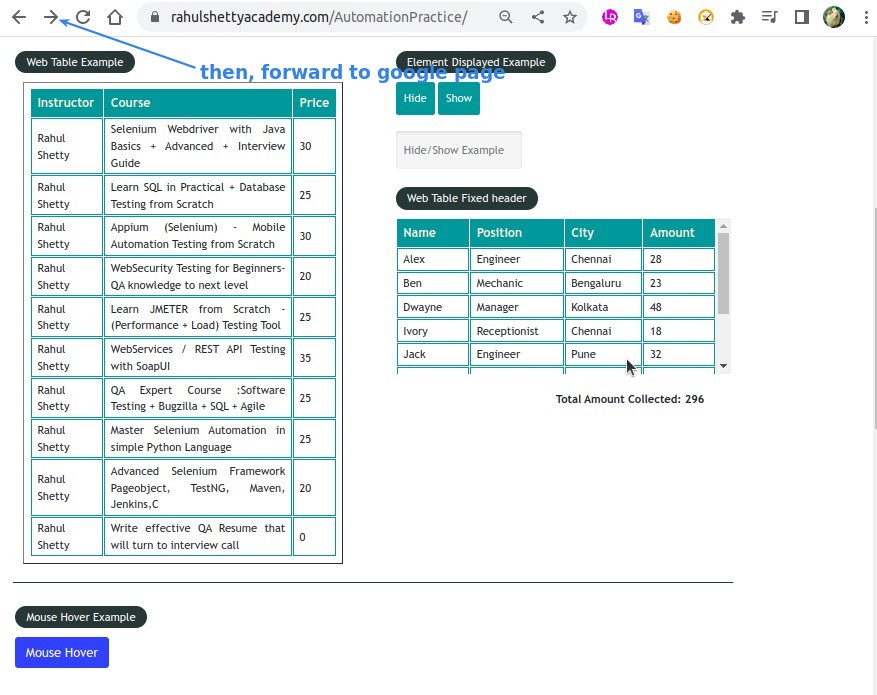 rahulshettyacademy.com/AutomationPractice/
LR
Web Table Example
then, forward to google page
Element Displayed Example
Instructor Course Price
Rahul Shetty Selenium Webdriver with Java Basics + Advanced + Interview Guide 30
Rahul Shetty Learn SQL in Practical + Database Testing from Scratch 25
Rahul Shetty Appium (Selenium) - Mobile Automation Testing from Scratch 30
Rahul Shetty WebSecurity Testing for Beginners-QA knowledge to next level 20
Rahul Shetty Learn JMETER from Scratch - (Performance + Load) Testing Tool 25
Rahul Shetty WebServices / REST API Testing with SoapUI 35
Rahul Shetty QA Expert Course :Software Testing + Bugzilla + SQL + Agile 25
Rahul Shetty Master Selenium Automation in simple Python Language 25
Rahul Shetty Advanced Selenium Framework Pageobject, TestNG, Maven, Jenkins,C 20
Rahul Shetty Write effective QA Resume that will turn to interview call 0
Hide Show
Hide/Show Example
Web Table Fixed header
Name Position City Amount
Alex Engineer Chennai 28
Ben Mechanic Bengaluru 23
Dwayne Manager Kolkata 48
Ivory Receptionist Chennai 18
Jack Engineer Pune 32
Total Amount Collected: 296
Mouse Hover Example
Mouse Hover